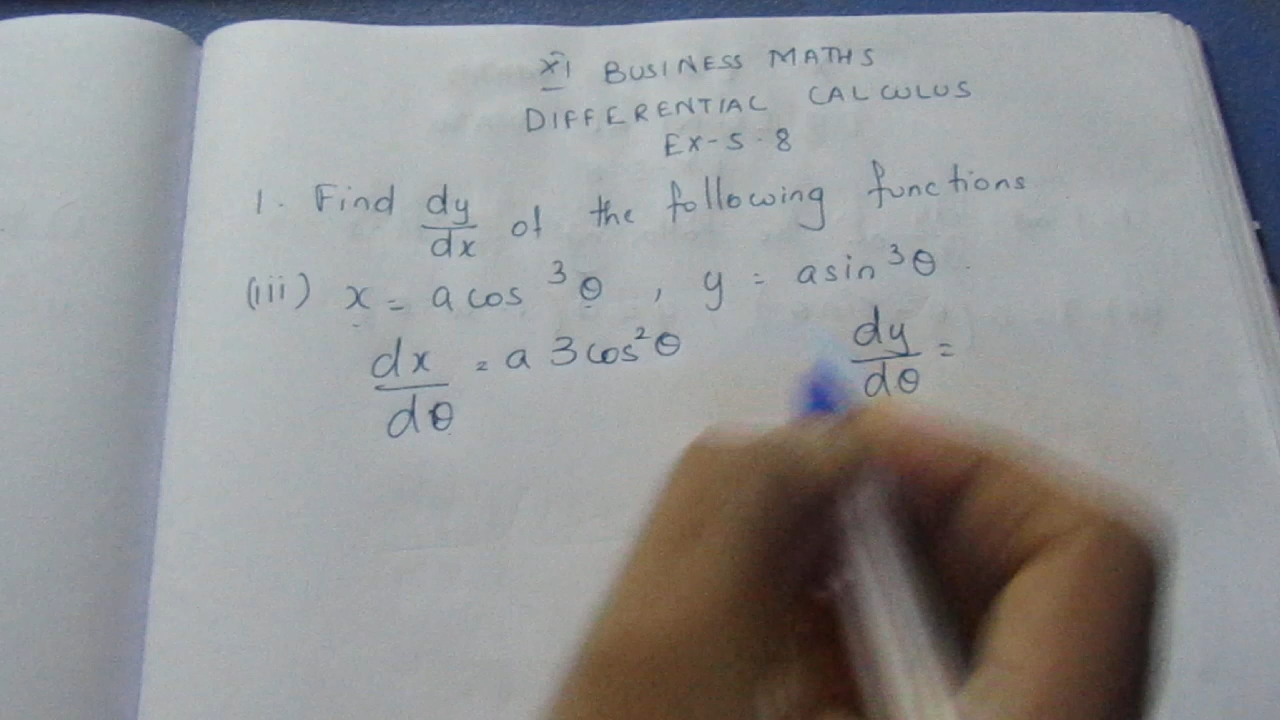 XI BUSINESS MATHS
DIFFERENTIAL CALCULUS
Ex-5.8
1. Find dy/dx of the following functions
(iii) x = a cos³θ , y = asin³θ.
dx/dθ = a 3cos²θ dy/dθ =